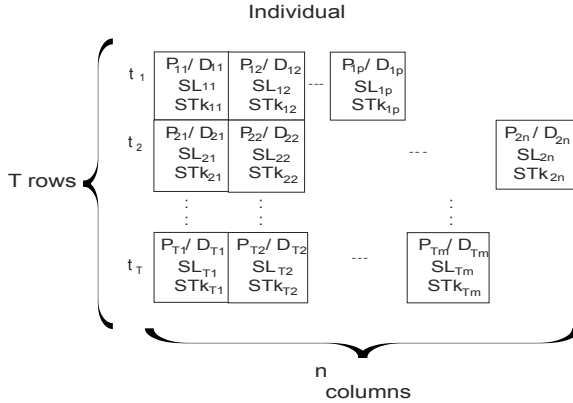 Individual
t 1 P11/ D11 P12/ D12 --- P1p/ D1p
SL11 SL12 SL1p
STk11 STk12 STk1p
t 2 P21/ D21 P22/ D22 --- P2n/ D2n
SL21 SL22 SL2n
STk21 STk22 STk2n
T rows
t T PT1/ DT1 PT2/ DT2 --- PTm/ DTm
SLT1 SLT2 SLTm
STkT1 STkT2 STkTm
n
columns